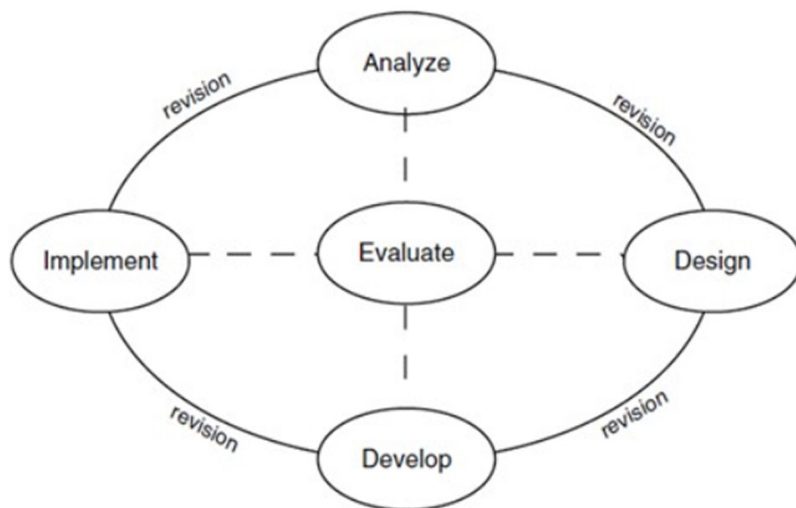 Analyze
revision
revision
Implement
Evaluate
Design
revision
revision
Develop